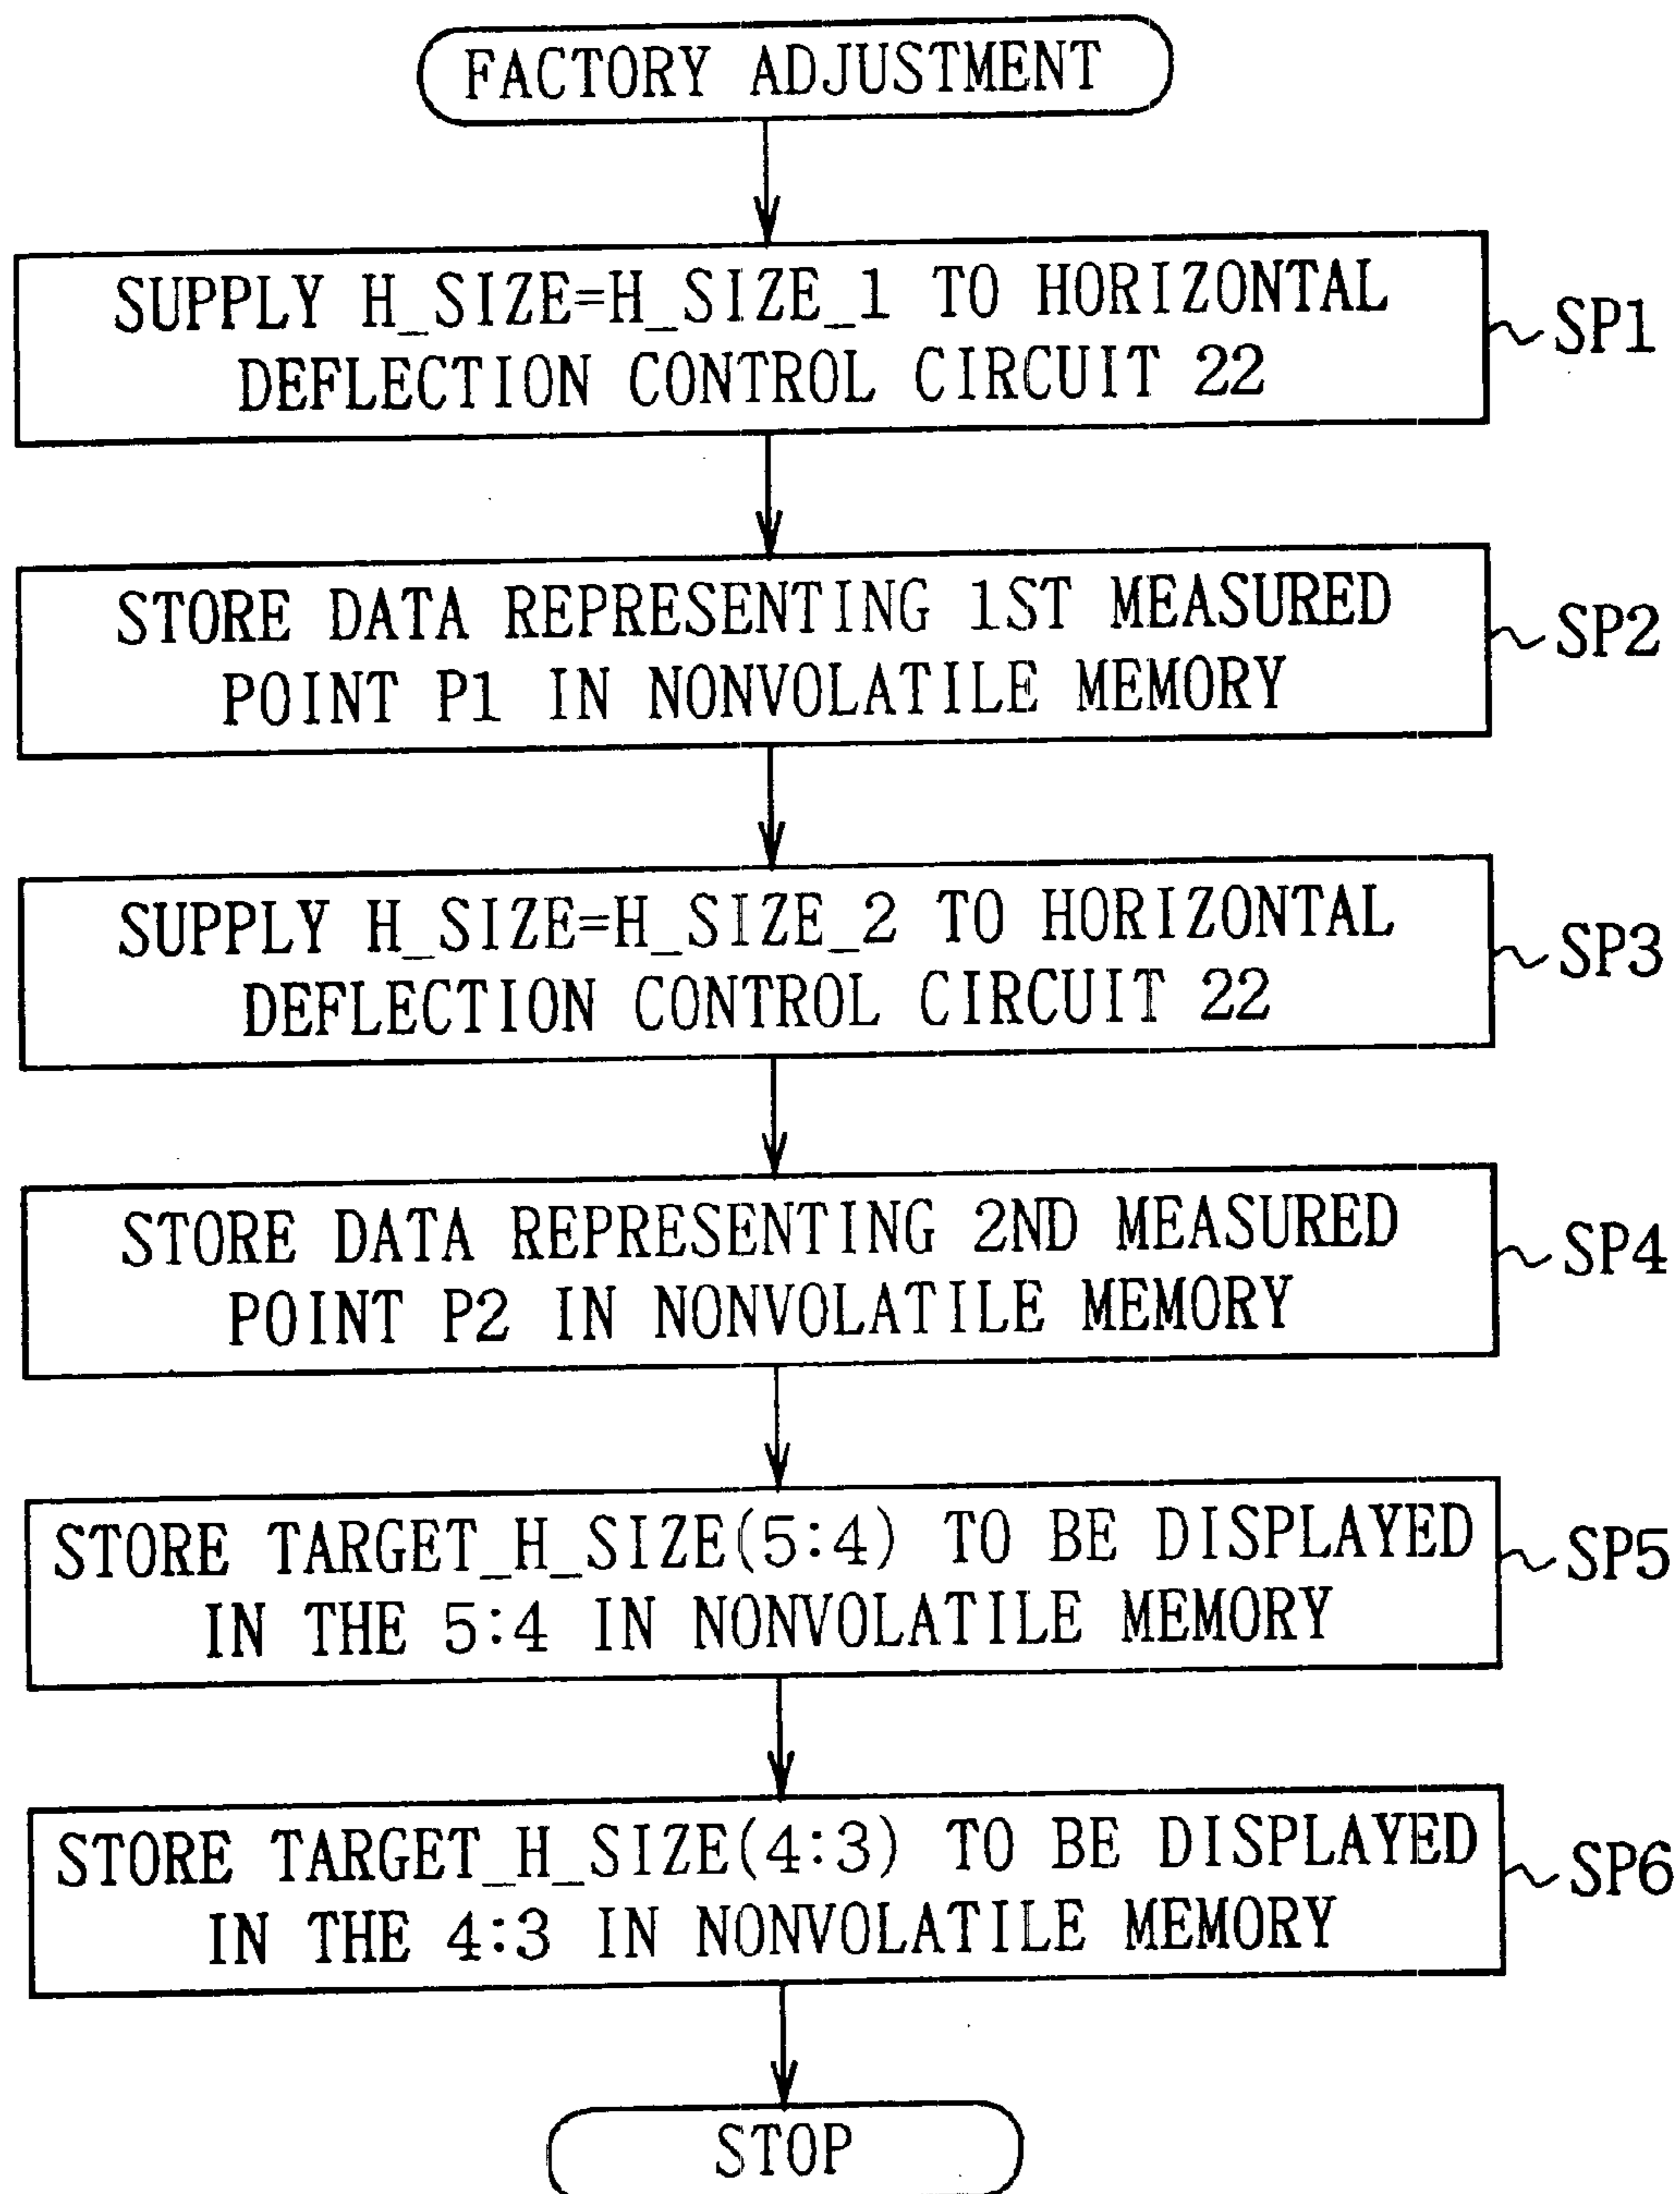 FACTORY ADJUSTMENT
SUPPLY H_SIZE=H_SIZE_1 TO HORIZONTAL
DEFLECTION CONTROL CIRCUIT 22
SP1
STORE DATA REPRESENTING 1ST MEASURED
POINT P1 IN NONVOLATILE MEMORY
SP2
SUPPLY H_SIZE=H_SIZE_2 TO HORIZONTAL
DEFLECTION CONTROL CIRCUIT 22
SP3
STORE DATA REPRESENTING 2ND MEASURED
POINT P2 IN NONVOLATILE MEMORY
SP4
STORE TARGET_H_SIZE(5:4) TO BE DISPLAYED
IN THE 5:4 IN NONVOLATILE MEMORY
SP5
STORE TARGET_H_SIZE(4:3) TO BE DISPLAYED
IN THE 4:3 IN NONVOLATILE MEMORY
SP6
STOP